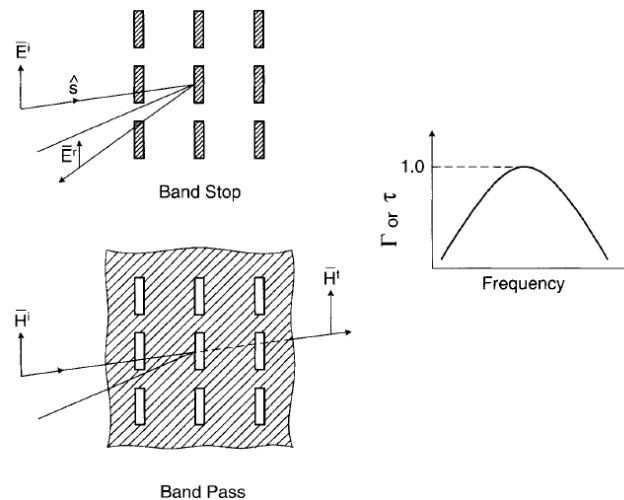 E̅ⁱ
ŝ
E̅ʳ
Band Stop
1.0
Γ or τ
Frequency
H̅ⁱ
H̅ᵗ
Band Pass